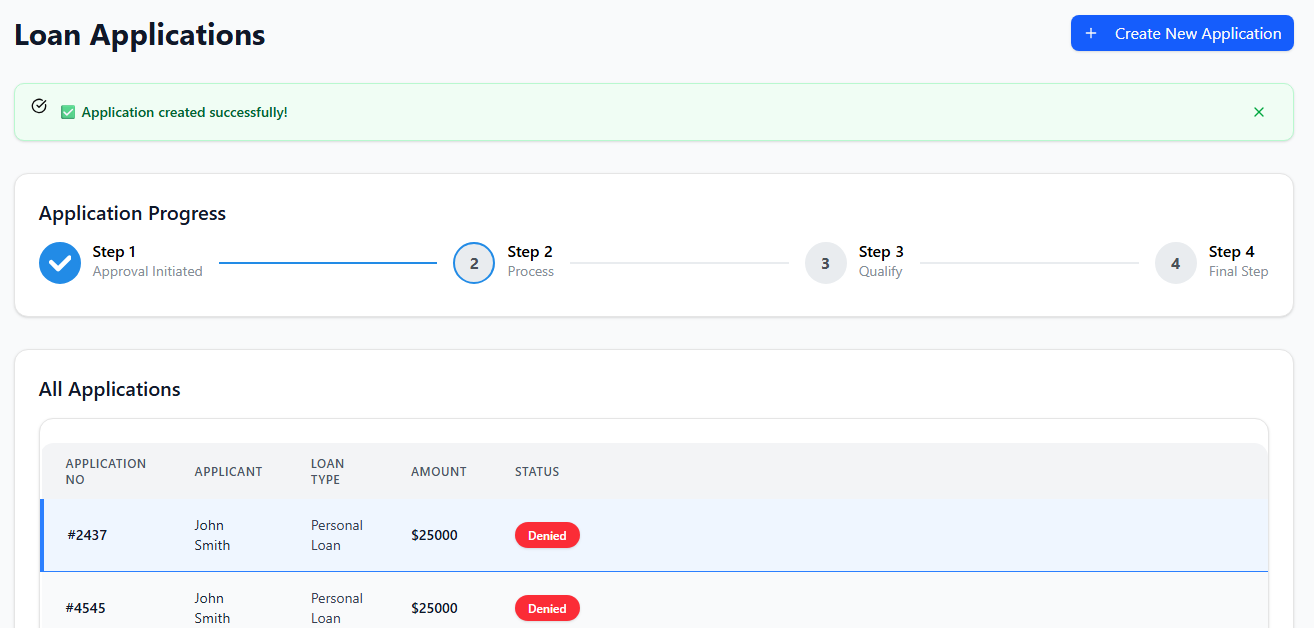 Loan Applications
+ Create New Application
✅ Application created successfully!
Application Progress
Step 1
Approval Initiated
2
Step 2
Process
3
Step 3
Qualify
4
Step 4
Final Step
All Applications
APPLICATION NO APPLICANT LOAN TYPE AMOUNT STATUS
#2437 John Smith Personal Loan $25000 Denied
#4545 John Smith Personal Loan $25000 Denied